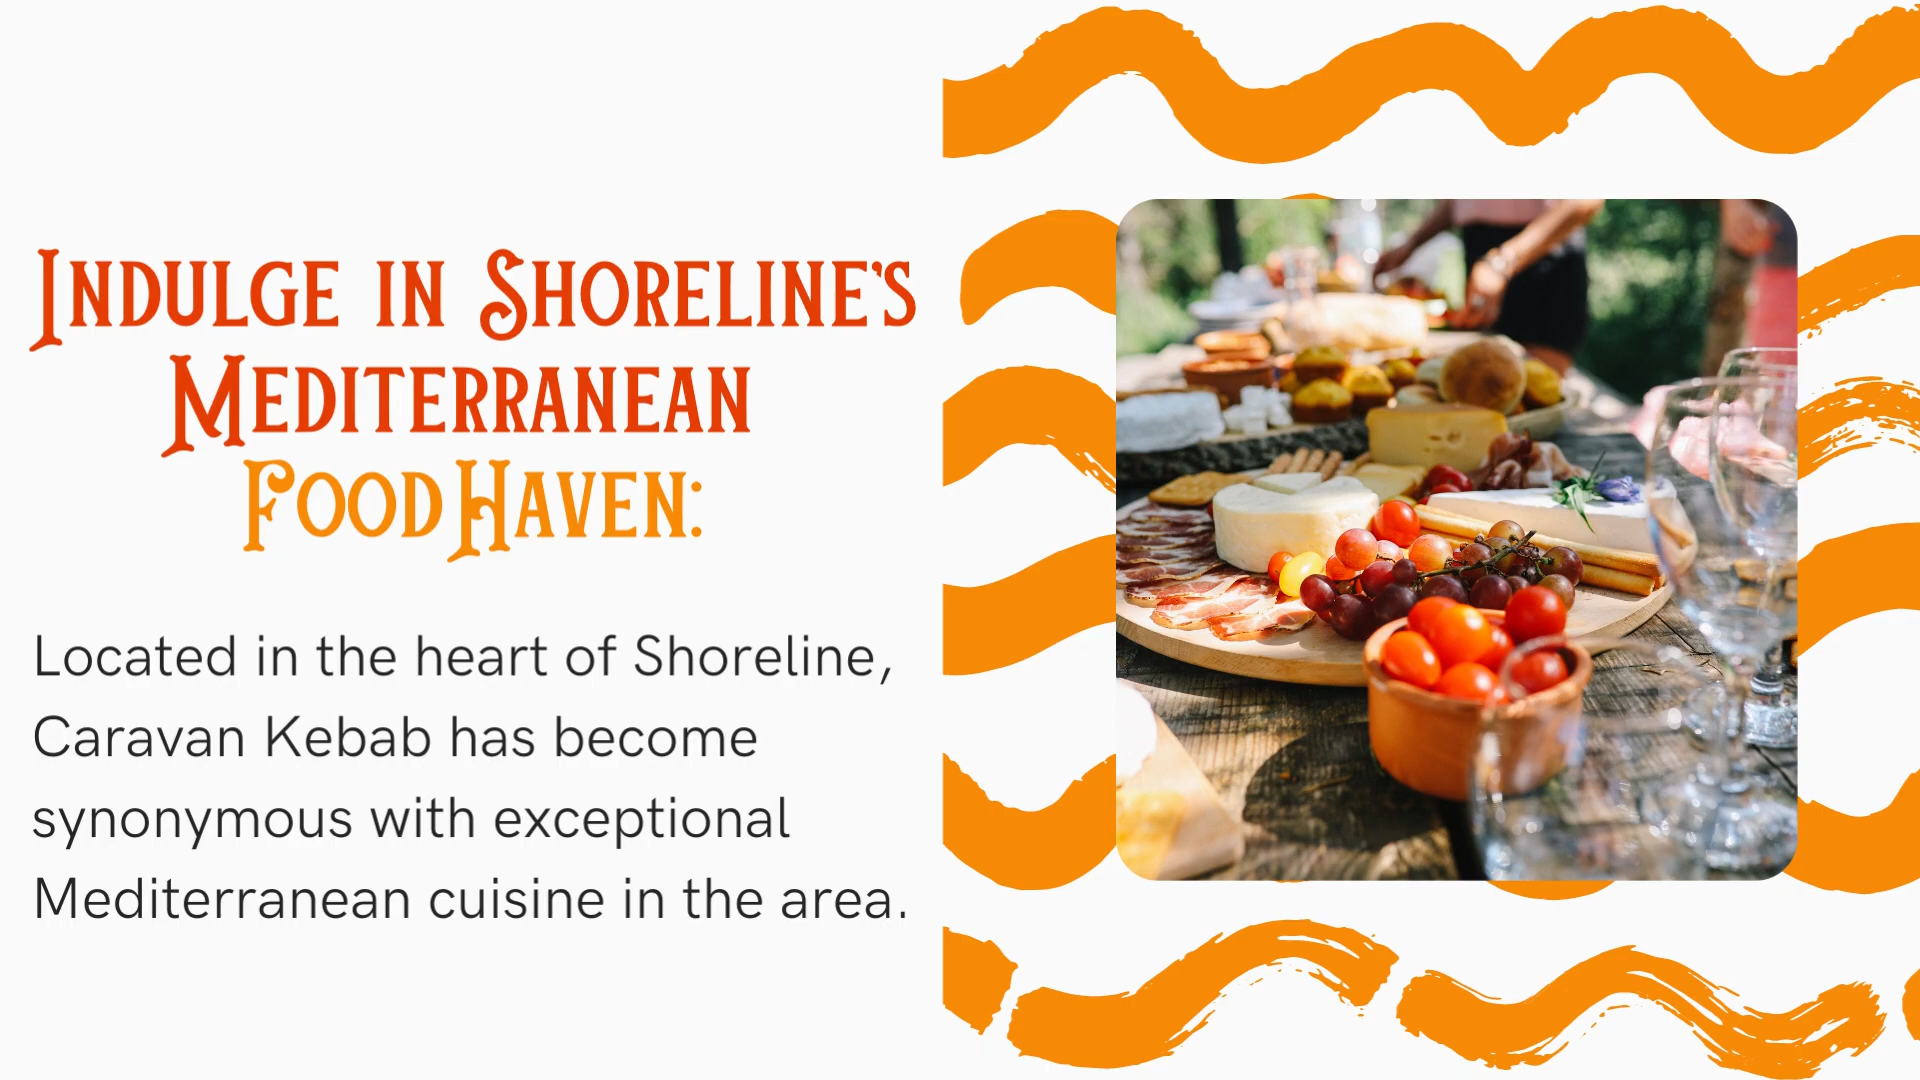 Indulge in Shoreline's
Mediterranean
Food Haven:
Located in the heart of Shoreline,
Caravan Kebab has become
synonymous with exceptional
Mediterranean cuisine in the area.